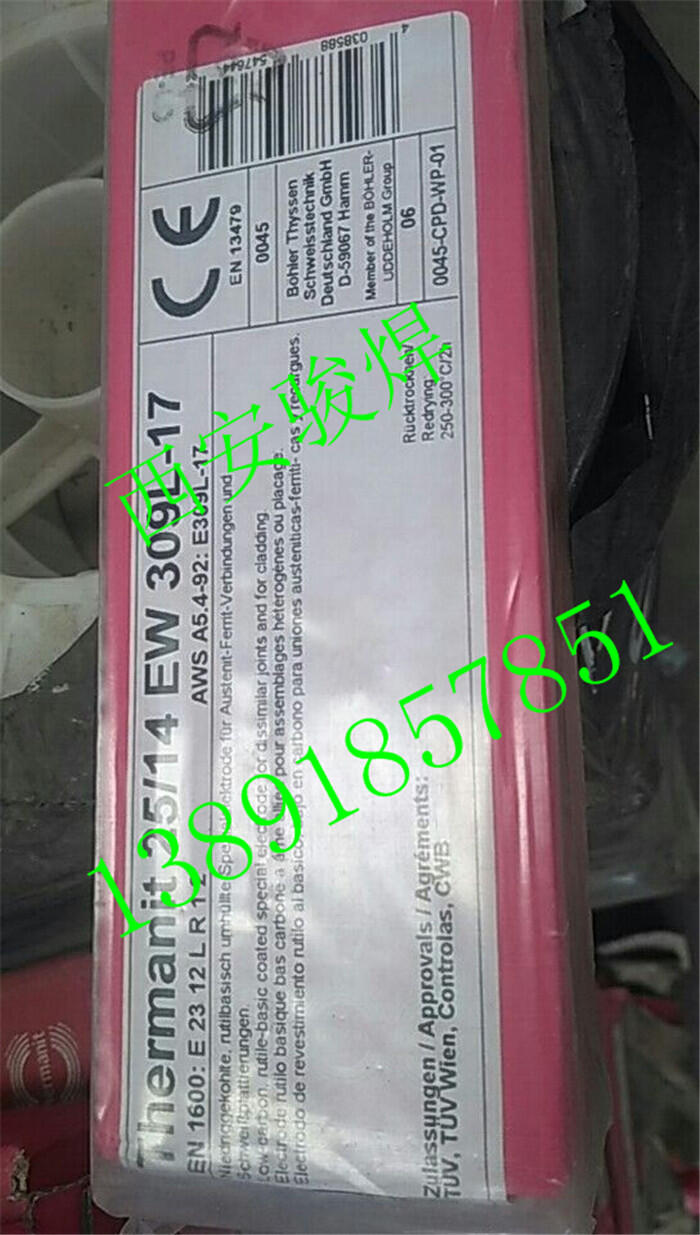 Thermanit 25/14 EW 309L-17
EN 1600: E 23 12 L R
AWS A5.4-92: E309L-17
Niedriggekohlte, rutilbasisch umhüllte Spezialelektrode für Austenit-Ferrit-Verbindungen und
Schweißplattierungen.
Low carbon, rutile-basic coated special electrode for dissimilar joints and for cladding.
Electrode rutilo basique bas carbone a pour assemblages hétérogènes ou placage.
Electrodo de revestimiento rutilo al basico en carbono para uniones austeniticas-ferriti- cas y recargues.
Rücktrocknen/
Redrying:
250-300°C/2h
Zulassungen / Approvals / Agréments:
TÜV, TÜV Wien, Controlas, CWB
CE
EN 13479
0045
Böhler Thyssen
Schweisstechnik
Deutschland GmbH
D-59067 Hamm
Member of the BÖHLER-
UDDEHOLM Group
06
0045-CPD-WP-01
4
038588
西安骏焊
13891857851